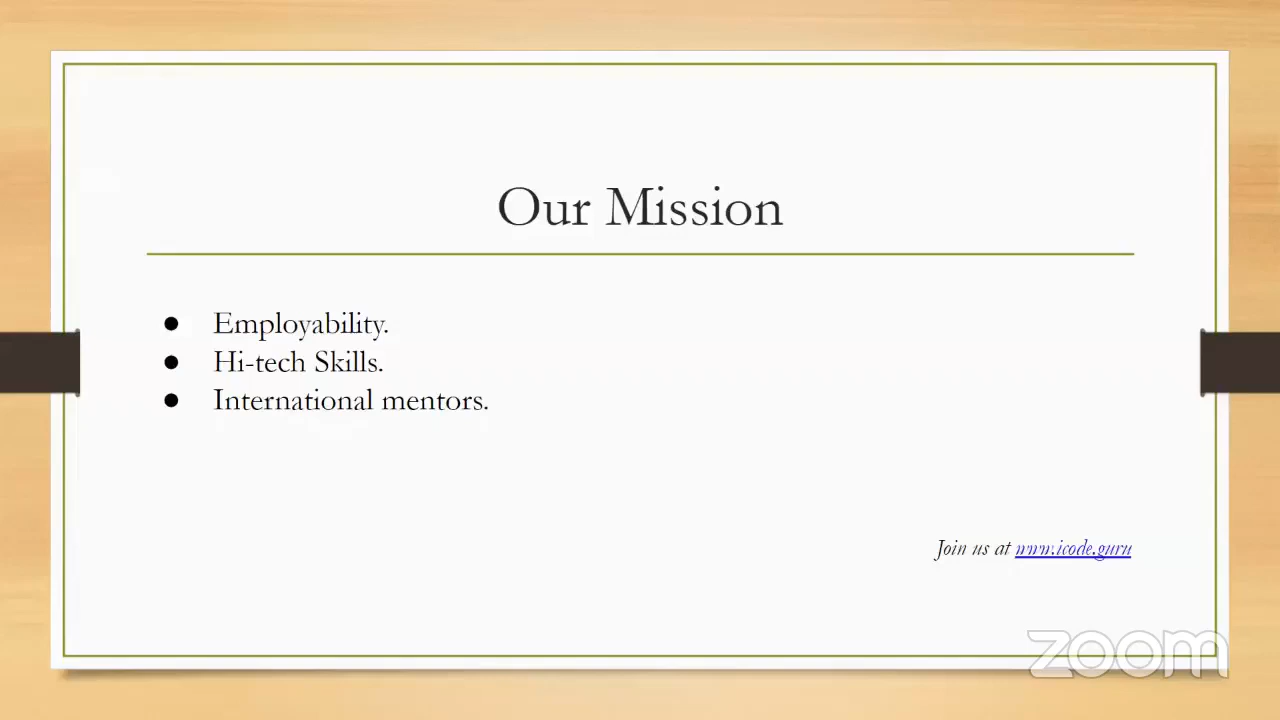 Our Mission
● Employability.
● Hi-tech Skills.
● International mentors.
Join us at www.icode.guru
zoom